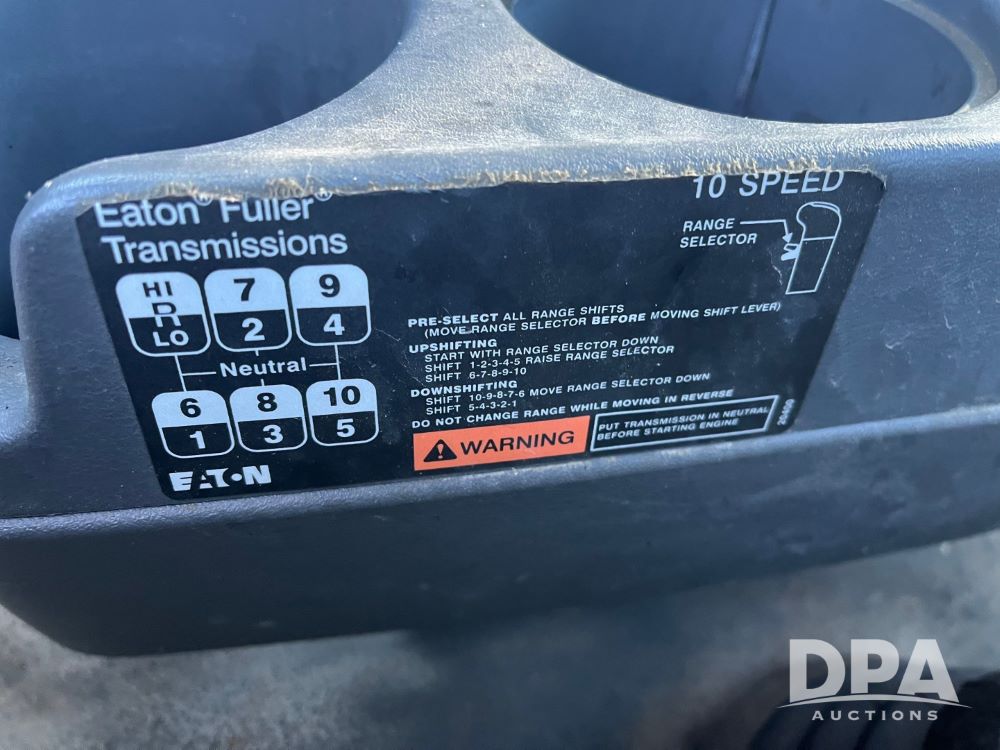 Eaton® Fuller®
Transmissions
10 SPEED
RANGE
SELECTOR
HI
R
LO
7
2
9
4
Neutral
6
1
8
3
10
5
EATON
PRE-SELECT ALL RANGE SHIFTS
(MOVE RANGE SELECTOR BEFORE MOVING SHIFT LEVER)
UPSHIFTING
START WITH RANGE SELECTOR DOWN
SHIFT 1-2-3-4-5 RAISE RANGE SELECTOR
SHIFT 6-7-8-9-10
DOWNSHIFTING
SHIFT 10-9-8-7-6 MOVE RANGE SELECTOR DOWN
SHIFT 5-4-3-2-1
DO NOT CHANGE RANGE WHILE MOVING IN REVERSE
WARNING
PUT TRANSMISSION IN NEUTRAL
BEFORE STARTING ENGINE
DPA
AUCTIONS